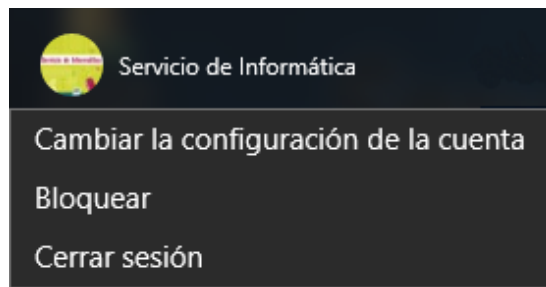 Servicio de Informática
Cambiar la configuración de la cuenta
Bloquear
Cerrar sesión